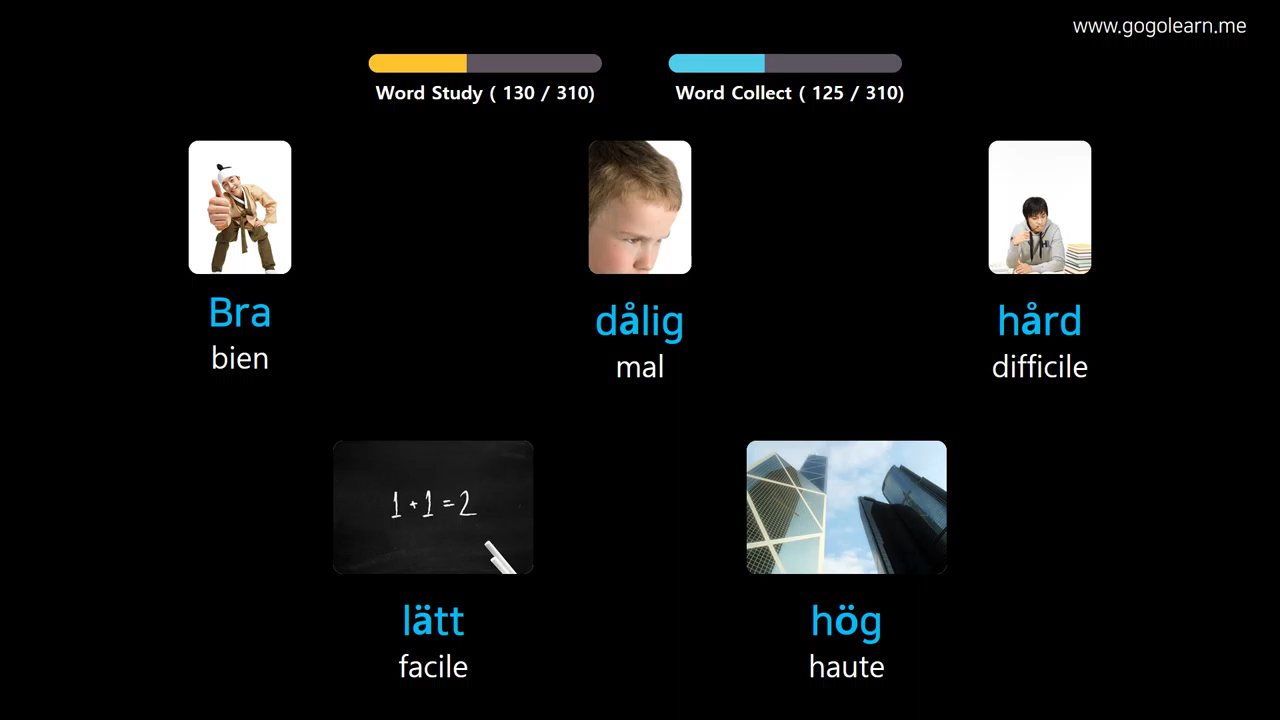 www.gogolearn.me
Word Study ( 130 / 310)
Word Collect ( 125 / 310)
Bra
bien
dålig
mal
hård
difficile
1+1=2
lätt
facile
hög
haute